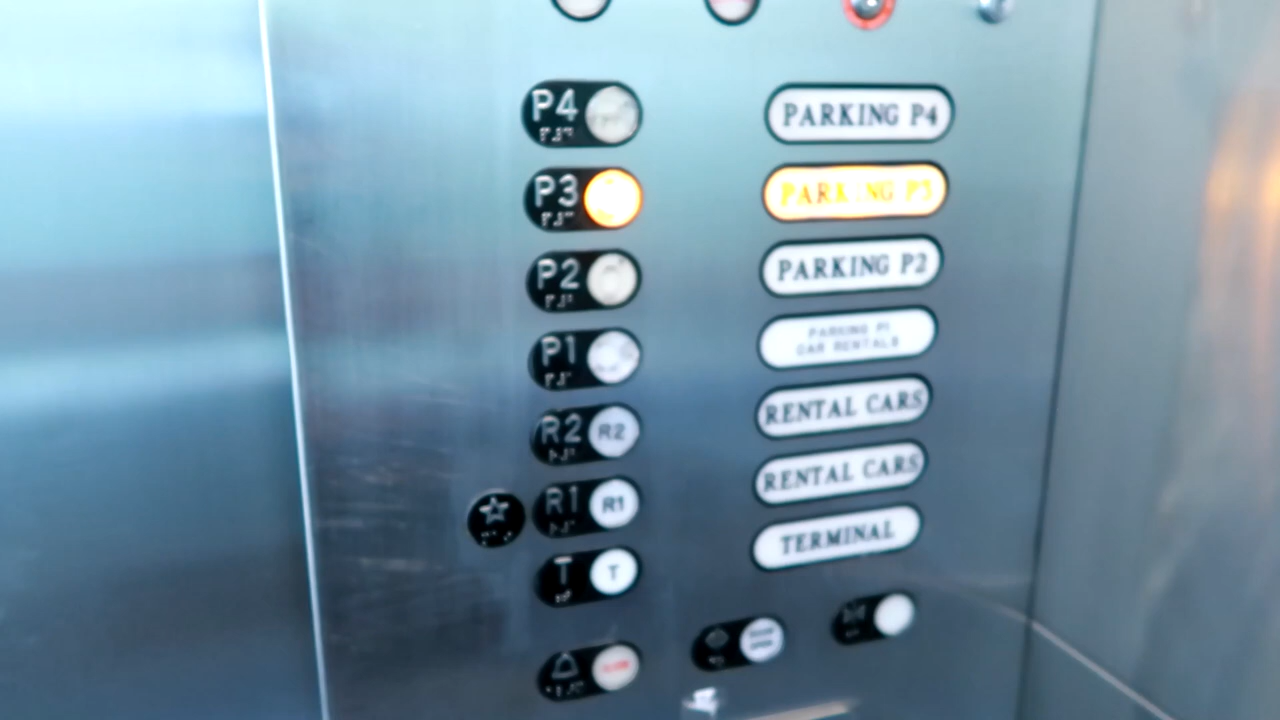 P4 PARKING P4
P3 PARKING P3
P2 PARKING P2
P1 PARKING P1
CAR RENTALS
R2 R2 RENTAL CARS
R1 R1 RENTAL CARS
T T TERMINAL